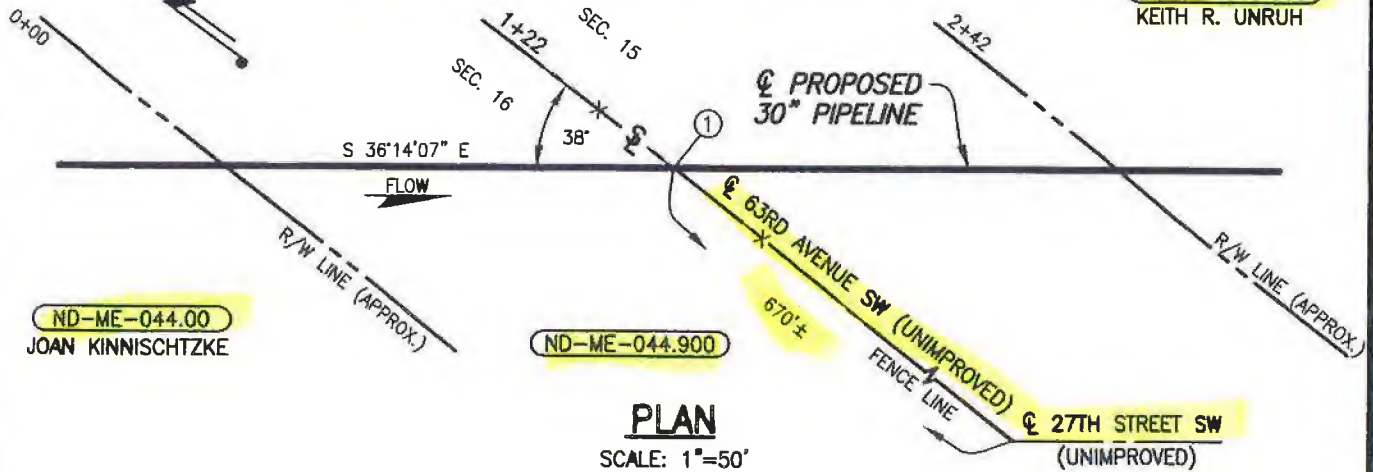 0+00
1+22
SEC. 15
SEC. 16
2+42
KEITH R. UNRUH
℄ PROPOSED
30" PIPELINE
1
38°
S 36°14'07" E
FLOW
℄ 63RD AVENUE SW (UNIMPROVED)
R/W LINE (APPROX.)
R/W LINE (APPROX.)
670'±
FENCE LINE
ND-ME-044.00
JOAN KINNISCHTZKE
ND-ME-044.900
℄ 27TH STREET SW
(UNIMPROVED)
PLAN
SCALE: 1"=50'